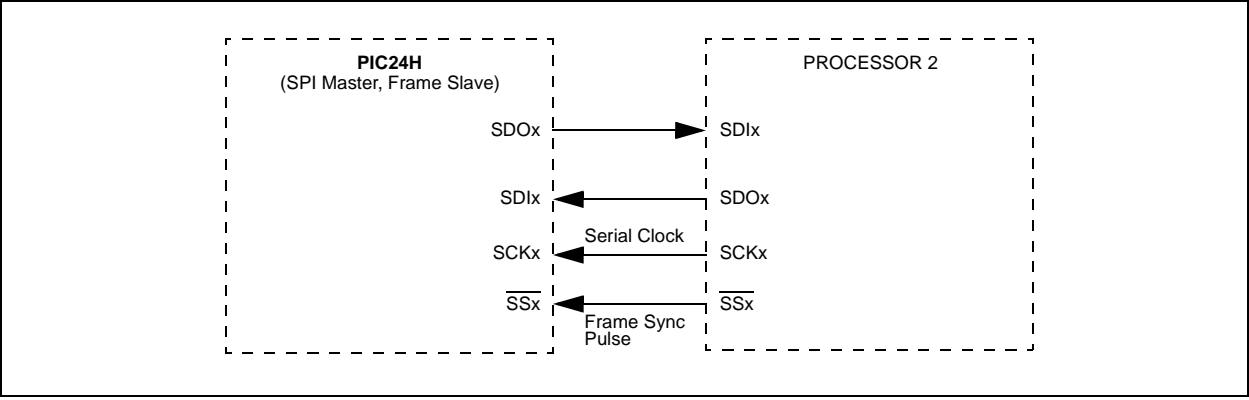 PIC24H
(SPI Master, Frame Slave)
PROCESSOR 2
SDOx
SDIx
SDIx
SDOx
Serial Clock
SCKx
SCKx
SSx
SSx
Frame Sync
Pulse